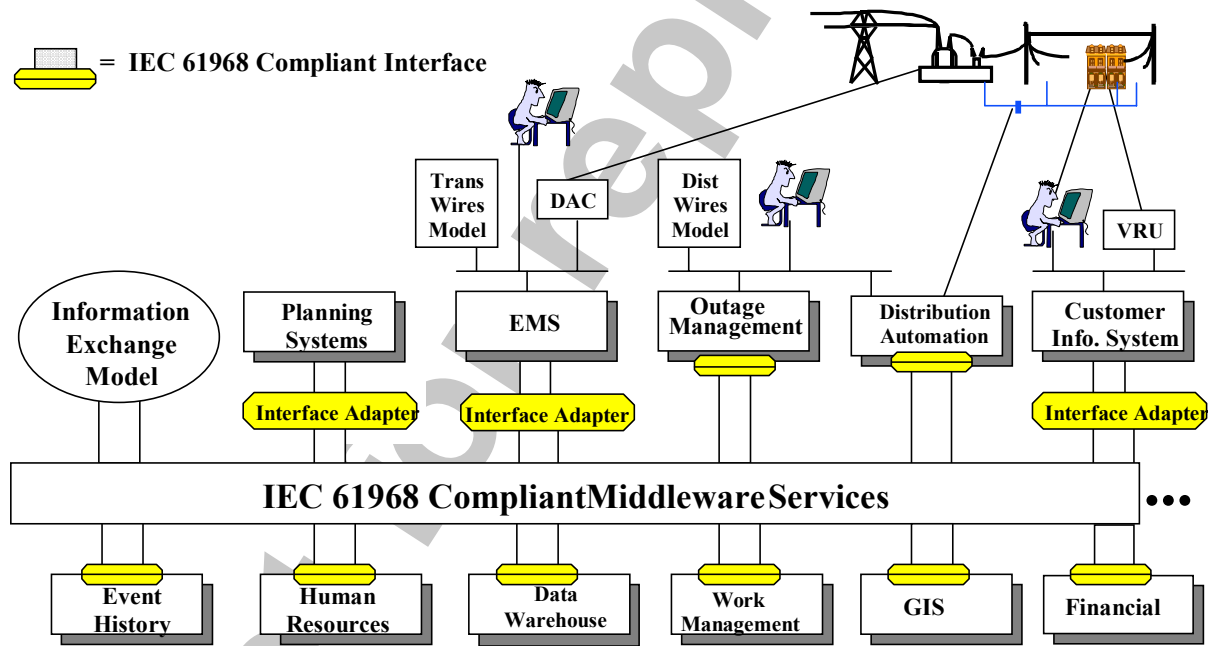 = IEC 61968 Compliant Interface
Trans
Wires
Model
DAC
Dist
Wires
Model
VRU
Information
Exchange
Model
Planning
Systems
EMS
Outage
Management
Distribution
Automation
Customer
Info. System
Interface Adapter
Interface Adapter
Interface Adapter
IEC 61968 CompliantMiddlewareServices
Event
History
Human
Resources
Data
Warehouse
Work
Management
GIS
Financial